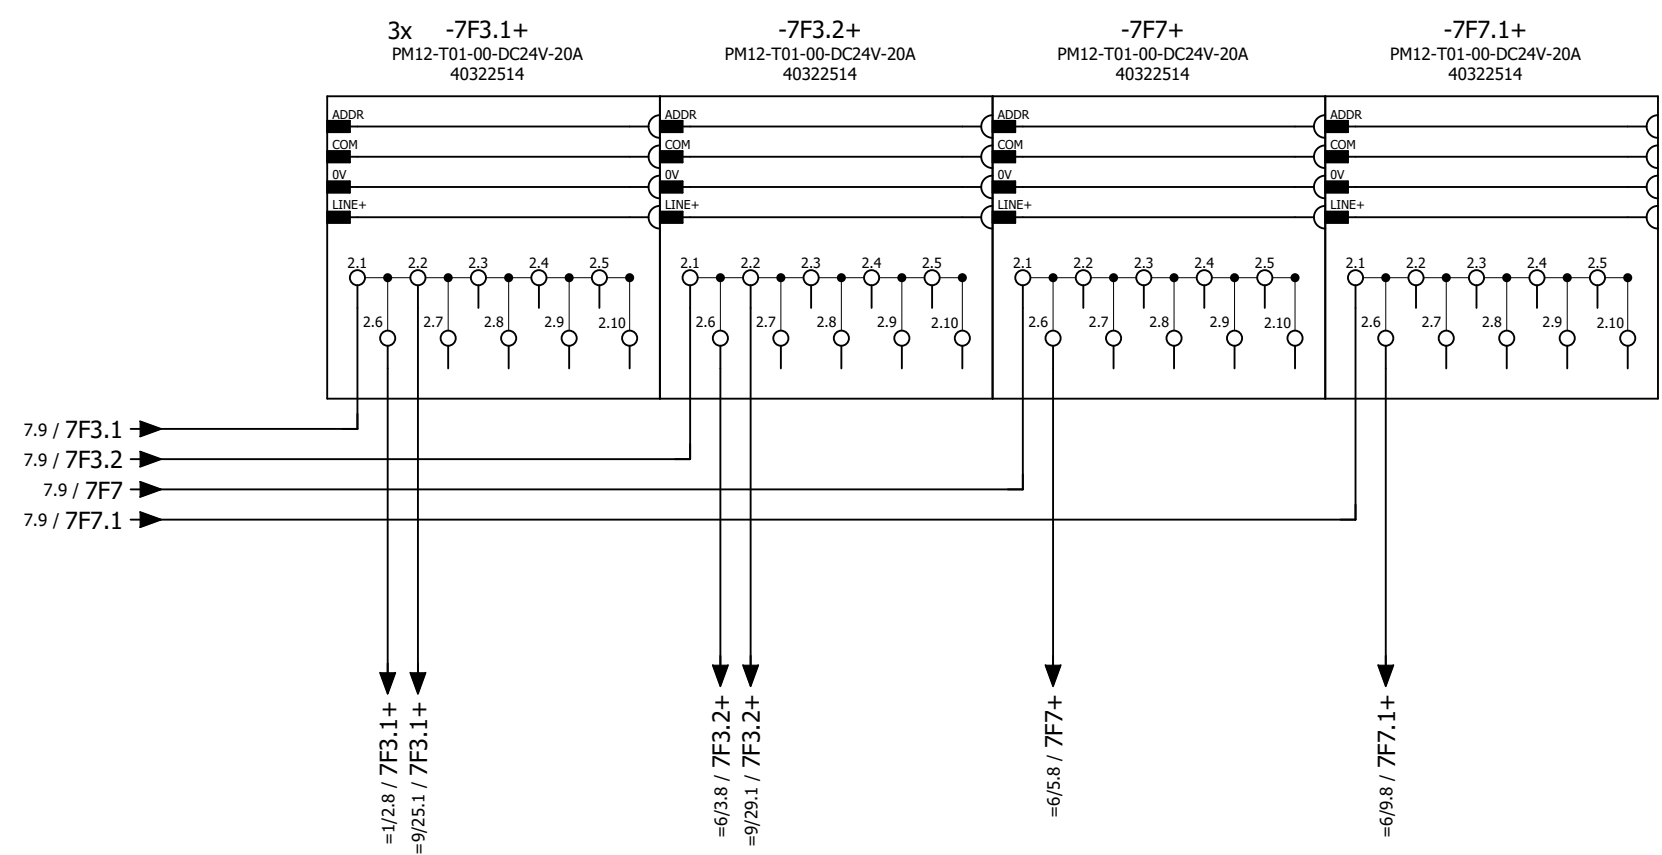 3x -7F3.1+ -7F3.2+ -7F7+ -7F7.1+
PM12-T01-00-DC24V-20A PM12-T01-00-DC24V-20A PM12-T01-00-DC24V-20A PM12-T01-00-DC24V-20A
40322514 40322514 40322514 40322514
ADDR ADDR ADDR ADDR
COM COM COM COM
0V 0V 0V 0V
LINE+ LINE+ LINE+ LINE+
2.1 2.2 2.3 2.4 2.5 2.1 2.2 2.3 2.4 2.5 2.1 2.2 2.3 2.4 2.5 2.1 2.2 2.3 2.4 2.5
2.6 2.7 2.8 2.9 2.10 2.6 2.7 2.8 2.9 2.10 2.6 2.7 2.8 2.9 2.10 2.6 2.7 2.8 2.9 2.10
7.9 / 7F3.1
7.9 / 7F3.2
7.9 / 7F7
7.9 / 7F7.1
=1/2.8 / 7F3.1+
=9/25.1 / 7F3.1+
=6/3.8 / 7F3.2+
=9/29.1 / 7F3.2+
=6/5.8 / 7F7+
=6/9.8 / 7F7.1+